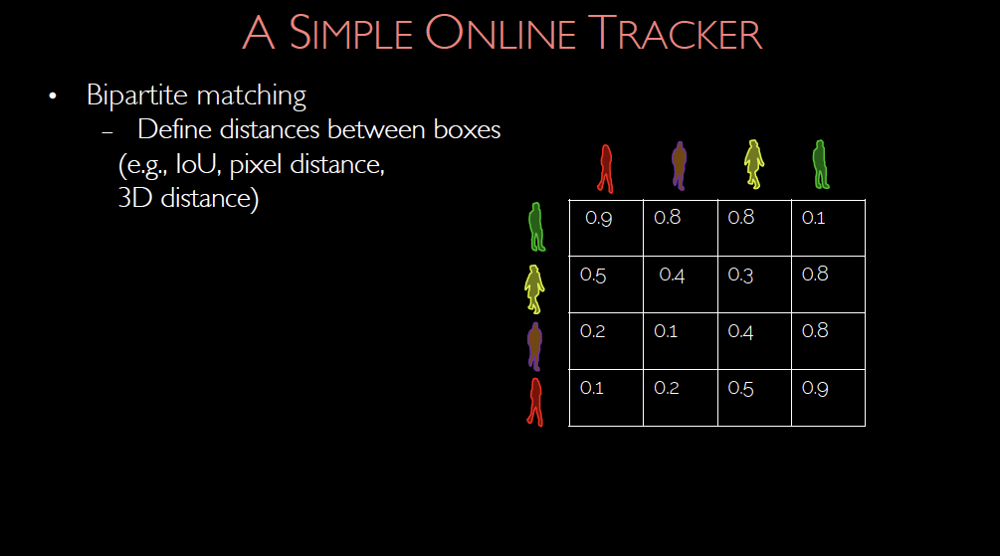 A SIMPLE ONLINE TRACKER
• Bipartite matching
– Define distances between boxes
(e.g., IoU, pixel distance,
3D distance)
0.9 0.8 0.8 0.1
0.5 0.4 0.3 0.8
0.2 0.1 0.4 0.8
0.1 0.2 0.5 0.9